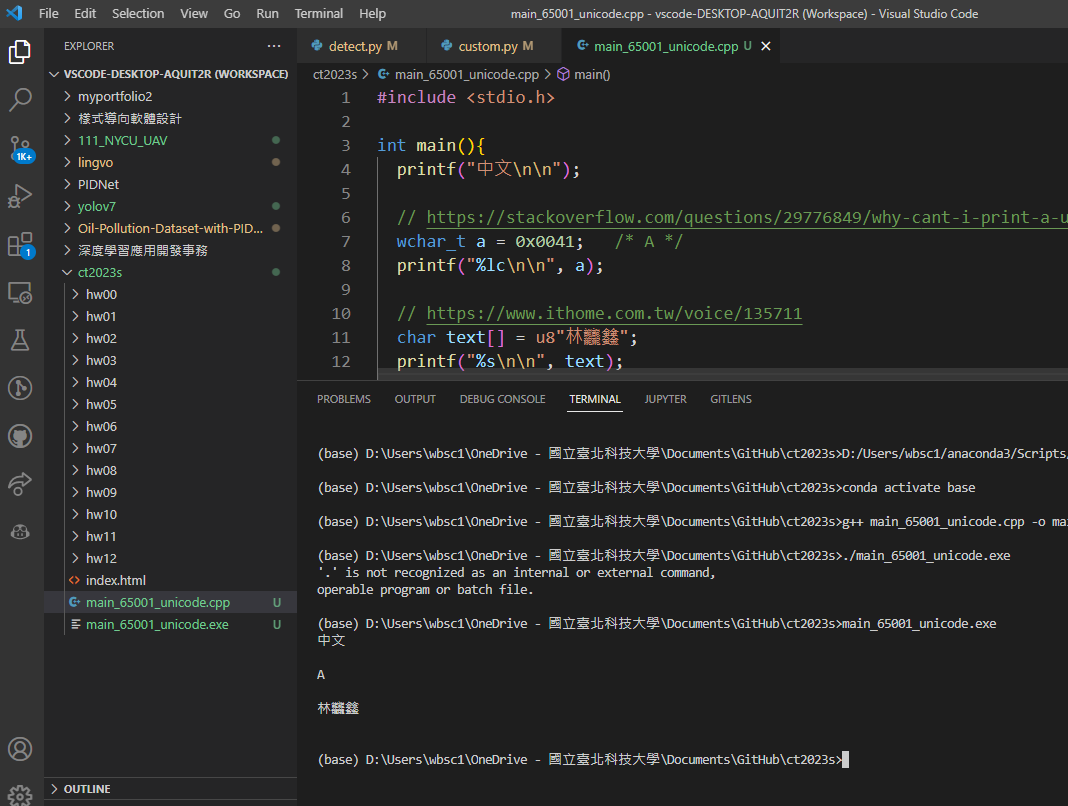 File Edit Selection View Go Run Terminal Help main_65001_unicode.cpp - vscode-DESKTOP-AQUIT2R (Workspace) - Visual Studio Code
EXPLORER ···
detect.py M custom.py M main_65001_unicode.cpp U
VSCODE-DESKTOP-AQUIT2R (WORKSPACE)
myportfolio2
樣式導向軟體設計
111_NYCU_UAV
lingvo
PIDNet
yolov7
Oil-Pollution-Dataset-with-PID...
深度學習應用開發事務
ct2023s
hw00
hw01
hw02
hw03
hw04
hw05
hw06
hw07
hw08
hw09
hw10
hw11
hw12
index.html
main_65001_unicode.cpp U
main_65001_unicode.exe U
OUTLINE
1K+
1
ct2023s > main_65001_unicode.cpp > main()
1 #include <stdio.h>
2
3 int main(){
4 printf("中文\n\n");
5
6 // https://stackoverflow.com/questions/29776849/why-cant-i-print-a-u
7 wchar_t a = 0x0041; /* A */
8 printf("%lc\n\n", a);
9
10 // https://www.ithome.com.tw/voice/135711
11 char text[] = u8"林龘鑫";
12 printf("%s\n\n", text);
PROBLEMS OUTPUT DEBUG CONSOLE TERMINAL JUPYTER GITLENS
(base) D:\Users\wbsc1\OneDrive - 國立臺北科技大學\Documents\GitHub\ct2023s>D:/Users/wbsc1/anaconda3/Scripts/
(base) D:\Users\wbsc1\OneDrive - 國立臺北科技大學\Documents\GitHub\ct2023s>conda activate base
(base) D:\Users\wbsc1\OneDrive - 國立臺北科技大學\Documents\GitHub\ct2023s>g++ main_65001_unicode.cpp -o mai
(base) D:\Users\wbsc1\OneDrive - 國立臺北科技大學\Documents\GitHub\ct2023s>./main_65001_unicode.exe
'.' is not recognized as an internal or external command,
operable program or batch file.
(base) D:\Users\wbsc1\OneDrive - 國立臺北科技大學\Documents\GitHub\ct2023s>main_65001_unicode.exe
中文
A
林龘鑫
(base) D:\Users\wbsc1\OneDrive - 國立臺北科技大學\Documents\GitHub\ct2023s>